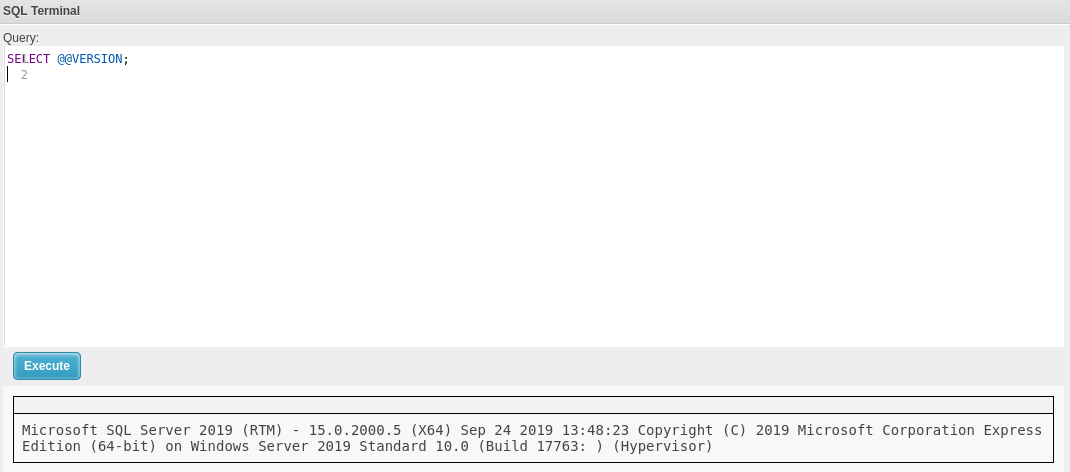 SQL Terminal
Query:
SELECT @@VERSION;
2
Execute
Microsoft SQL Server 2019 (RTM) - 15.0.2000.5 (X64) Sep 24 2019 13:48:23 Copyright (C) 2019 Microsoft Corporation Express
Edition (64-bit) on Windows Server 2019 Standard 10.0 (Build 17763: ) (Hypervisor)